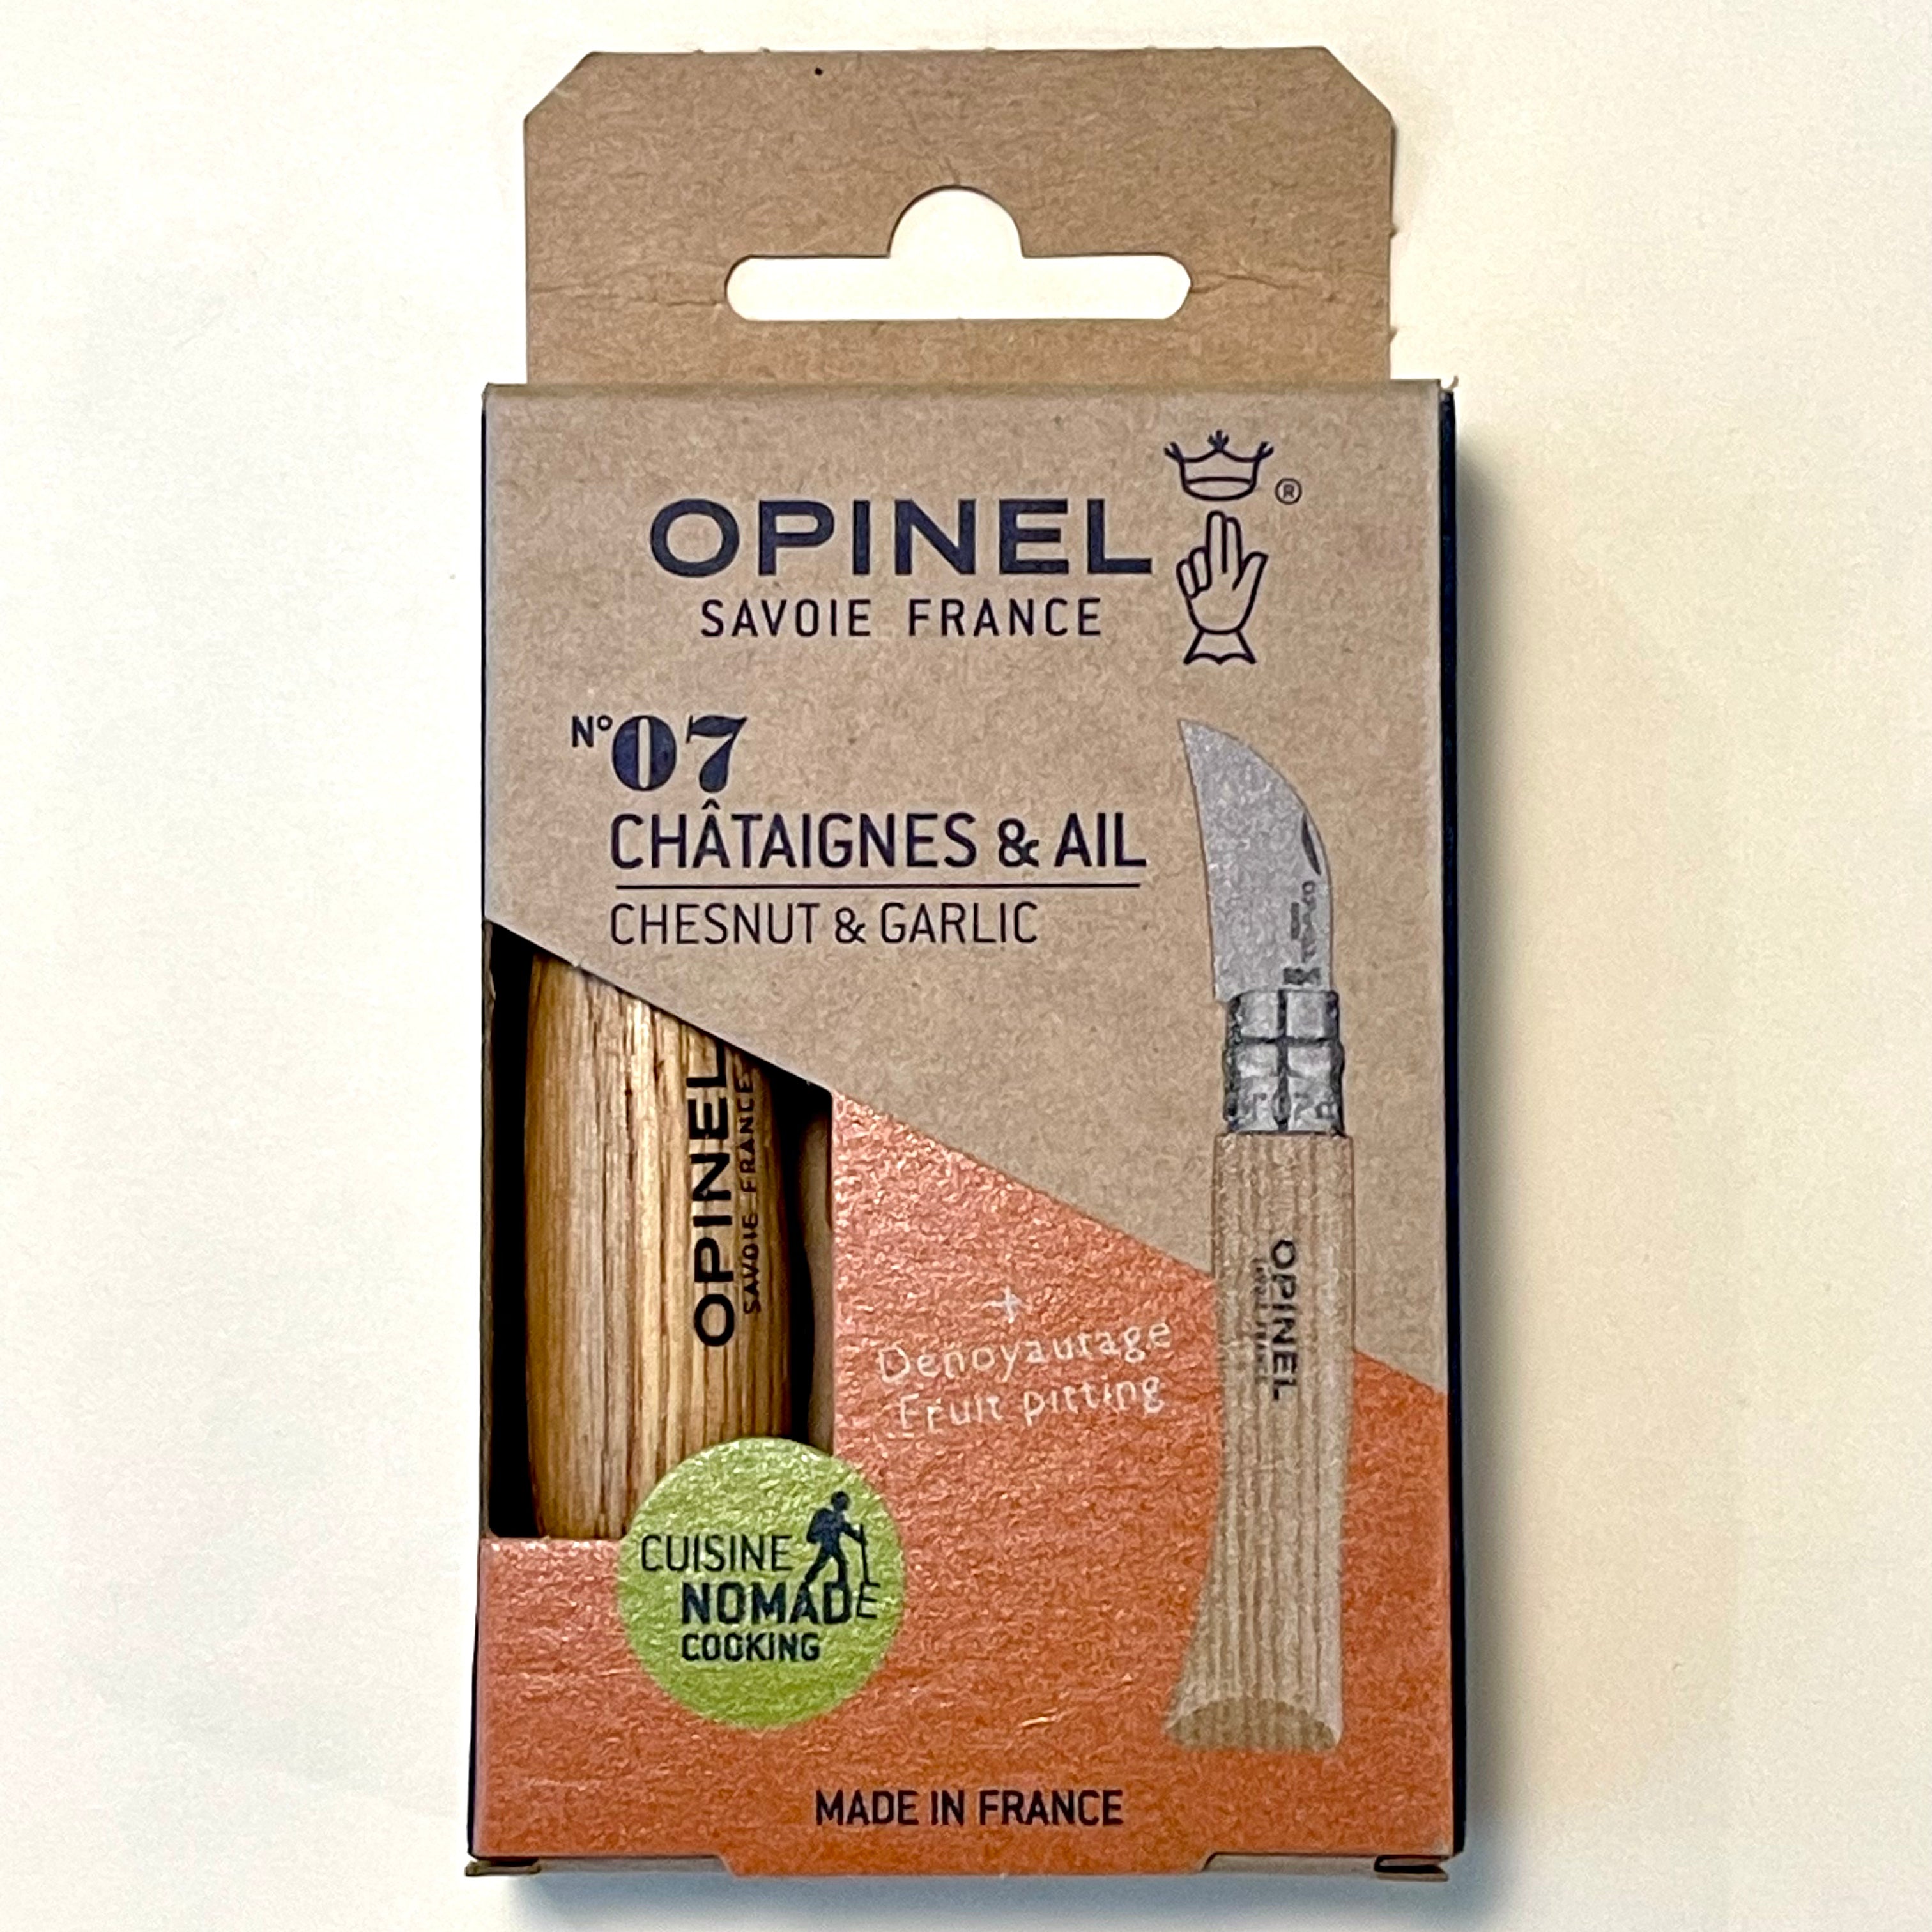 OPINEL
SAVOIE FRANCE
®
N°07
CHÂTAIGNES & AIL
CHESNUT & GARLIC
OPINEL
SAVOIE FRANCE
+
Dénoyautage
Fruit pitting
OPINEL
CUISINE
NOMADE
COOKING
MADE IN FRANCE